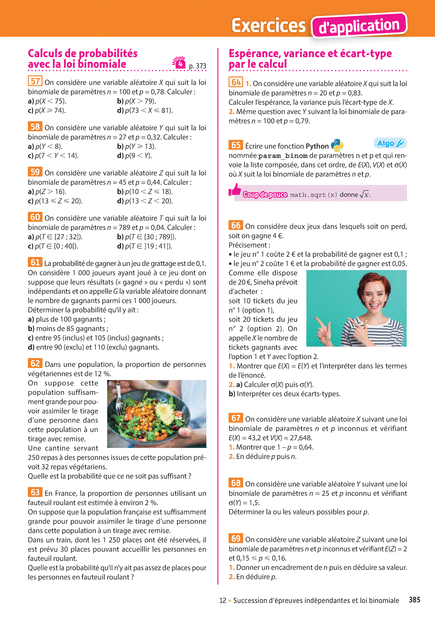 Exercices d'application
Calculs de probabilités
avec la loi binomiale
p. 373
57 On considère une variable aléatoire X qui suit la loi
binomiale de paramètres n = 100 et p = 0,78. Calculer :
a) p(X < 75). b) p(X > 79).
c) p(X ⩾ 74). d) p(73 < X ⩽ 81).
58 On considère une variable aléatoire Y qui suit la loi
binomiale de paramètres n = 27 et p = 0,32. Calculer :
a) p(Y < 8). b) p(Y ⩾ 13).
c) p(7 < Y < 14). d) p(9 < Y).
59 On considère une variable aléatoire Z qui suit la loi
binomiale de paramètres n = 45 et p = 0,44. Calculer :
a) p(Z > 16). b) p(10 < Z ⩽ 18).
c) p(13 ⩽ Z ⩽ 20). d) p(13 < Z < 20).
60 On considère une variable aléatoire T qui suit la loi
binomiale de paramètres n = 789 et p = 0,04. Calculer :
a) p(T ∈ [27 ; 32]). b) p(T ∈ [30 ; 789]).
c) p(T ∈ [0 ; 40[). d) p(T ∈ ]19 ; 41]).
61 La probabilité de gagner à un jeu de grattage est de 0,1.
On considère 1 000 joueurs ayant joué à ce jeu dont on
suppose que leurs résultats (« gagné » ou « perdu ») sont
indépendants et on appelle G la variable aléatoire donnant
le nombre de gagnants parmi ces 1 000 joueurs.
Déterminer la probabilité qu'il y ait :
a) plus de 100 gagnants ;
b) moins de 85 gagnants ;
c) entre 95 (inclus) et 105 (inclus) gagnants ;
d) entre 90 (exclu) et 110 (exclu) gagnants.
62 Dans une population, la proportion de personnes
végétariennes est de 12 %.
On suppose cette
population suffisam-
ment grande pour pou-
voir assimiler le tirage
d'une personne dans
cette population à un
tirage avec remise.
Une cantine servant
250 repas à des personnes issues de cette population pré-
voit 32 repas végétariens.
Quelle est la probabilité que ce ne soit pas suffisant ?
63 En France, la proportion de personnes utilisant un
fauteuil roulant est estimée à environ 2 %.
On suppose que la population française est suffisamment
grande pour pouvoir assimiler le tirage d'une personne
dans cette population à un tirage avec remise.
Dans un train, dont les 1 250 places ont été réservées, il
est prévu 30 places pouvant accueillir les personnes en
fauteuil roulant.
Quelle est la probabilité qu'il n'y ait pas assez de places pour
les personnes en fauteuil roulant ?
Espérance, variance et écart-type
par le calcul
64 1. On considère une variable aléatoire X qui suit la loi
binomiale de paramètres n = 20 et p = 0,83.
Calculer l'espérance, la variance puis l'écart-type de X.
2. Même question avec Y suivant la loi binomiale de para-
mètres n = 100 et p = 0,79.
65 Écrire une fonction Python Algo
nommée param_binom de paramètres n et p qui ren-
voie la liste composée, dans cet ordre, de E(X), V(X) et σ(X)
où X suit la loi binomiale de paramètres n et p.
Coup de pouce math.sqrt(x) donne √x.
66 On considère deux jeux dans lesquels soit on perd,
soit on gagne 4 €.
Précisement :
• le jeu n° 1 coûte 2 € et la probabilité de gagner est 0,1 ;
• le jeu n° 2 coûte 1 € et la probabilité de gagner est 0,05.
Comme elle dispose
de 20 €, Sineha prévoit
d'acheter :
soit 10 tickets du jeu
n° 1 (option 1),
soit 20 tickets du jeu
n° 2 (option 2). On
appelle X le nombre de
tickets gagnants avec
l'option 1 et Y avec l'option 2.
1. Montrer que E(X) = E(Y) et l'interpréter dans les termes
de l'énoncé.
2. a) Calculer σ(X) puis σ(Y).
b) Interpréter ces deux écarts-types.
67 On considère une variable aléatoire X suivant une loi
binomiale de paramètres n et p inconnus et vérifiant
E(X) = 43,2 et V(X) = 27,648.
1. Montrer que 1 – p = 0,64.
2. En déduire p puis n.
68 On considère une variable aléatoire Y suivant une loi
binomiale de paramètres n = 25 et p inconnu et vérifiant
σ(Y) = 1,5.
Déterminer la ou les valeurs possibles pour p.
69 On considère une variable aléatoire Z suivant une loi
binomiale de paramètres n et p inconnus et vérifiant E(Z) = 2
et 0,15 ⩽ p ⩽ 0,16.
1. Donner un encadrement de n puis en déduire sa valeur.
2. En déduire p.
12 • Succession d'épreuves indépendantes et loi binomiale 385